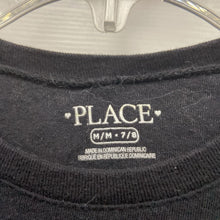 PLACE
M/M • 7/8
MADE IN DOMINICAN REPUBLIC
FABRIQUÉ EN RÉPUBLIQUE DOMINICAINE